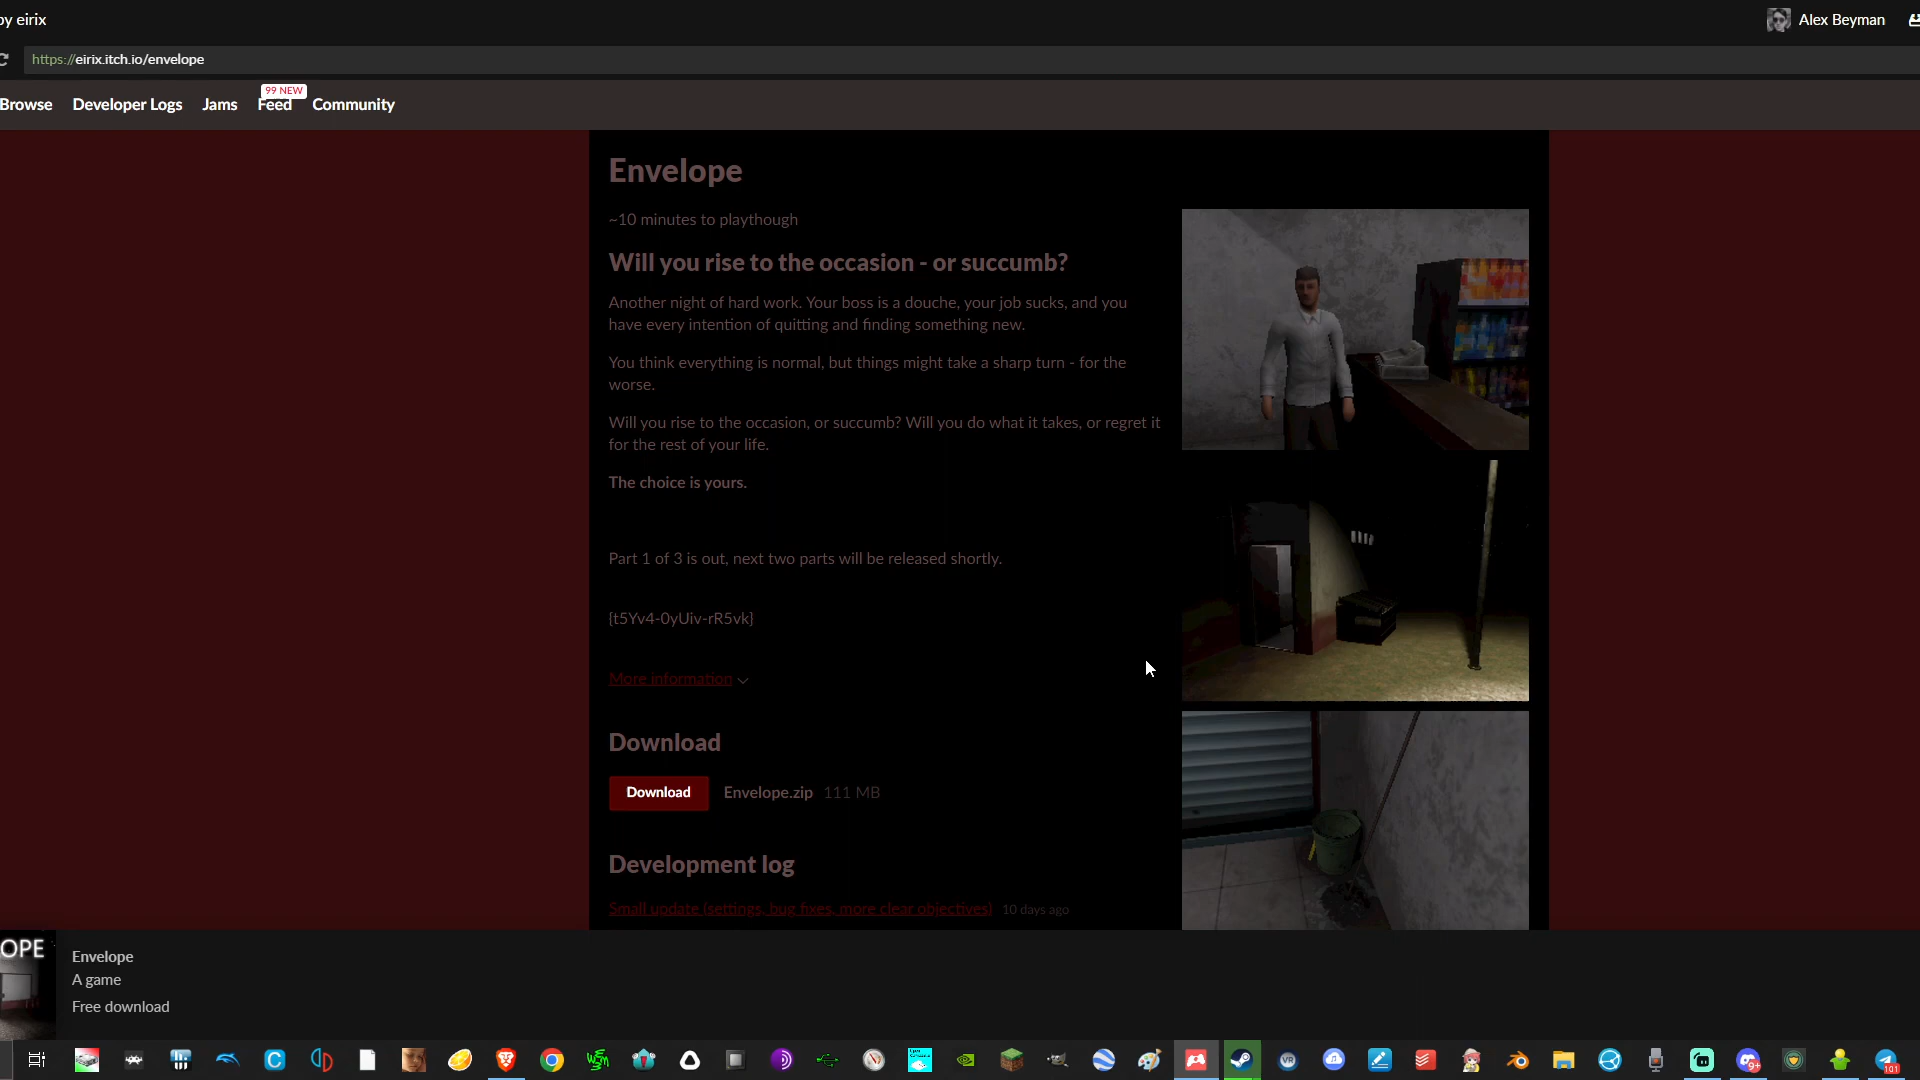 by eirix
Alex Beyman
https://eirix.itch.io/envelope
Browse
Developer Logs
Jams
99 NEW
Feed
Community
Envelope
~10 minutes to playthough
Will you rise to the occasion - or succumb?
Another night of hard work. Your boss is a douche, your job sucks, and you
have every intention of quitting and finding something new.
You think everything is normal, but things might take a sharp turn - for the
worse.
Will you rise to the occasion, or succumb? Will you do what it takes, or regret it
for the rest of your life.
The choice is yours.
Part 1 of 3 is out, next two parts will be released shortly.
{t5Yv4-0yUiv-rR5vk}
More information
Download
Download Envelope.zip 111 MB
Development log
Small update (settings, bug fixes, more clear objectives) 10 days ago
OPE
Envelope
A game
Free download
VR
9+
101